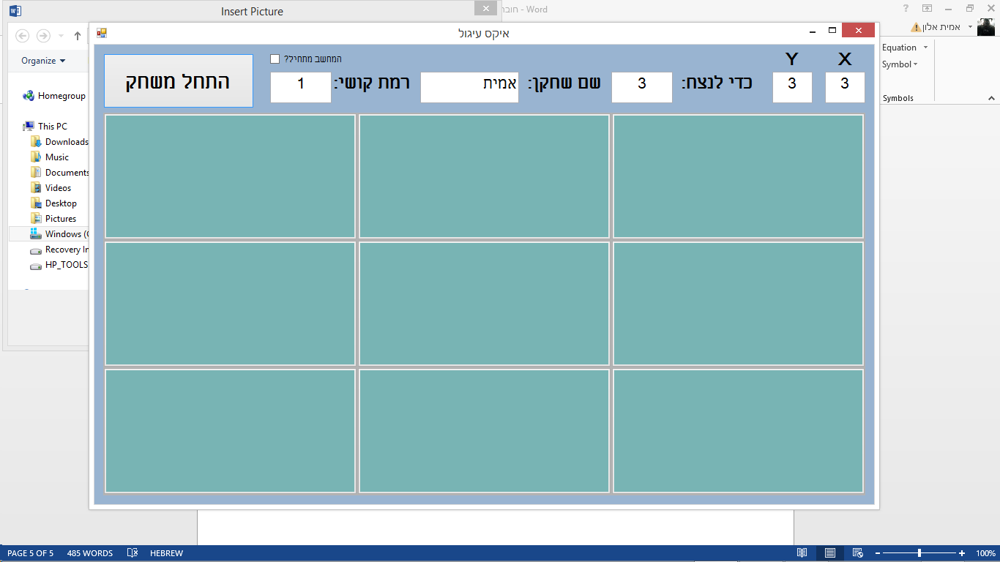 Insert Picture
חוברת - Word
אמית אלון
איקס עיגול
Organize
Homegroup
This PC
Downloads
Music
Documents
Videos
Desktop
Pictures
Windows (C
Recovery In
HP_TOOLS
Equation
Symbol
Symbols
המחשב מתחיל?
Y X
התחל משחק
רמת קושי: 1
שם שחקן: אמית
כדי לנצח: 3
3 3
PAGE 5 OF 5 485 WORDS HEBREW 100%